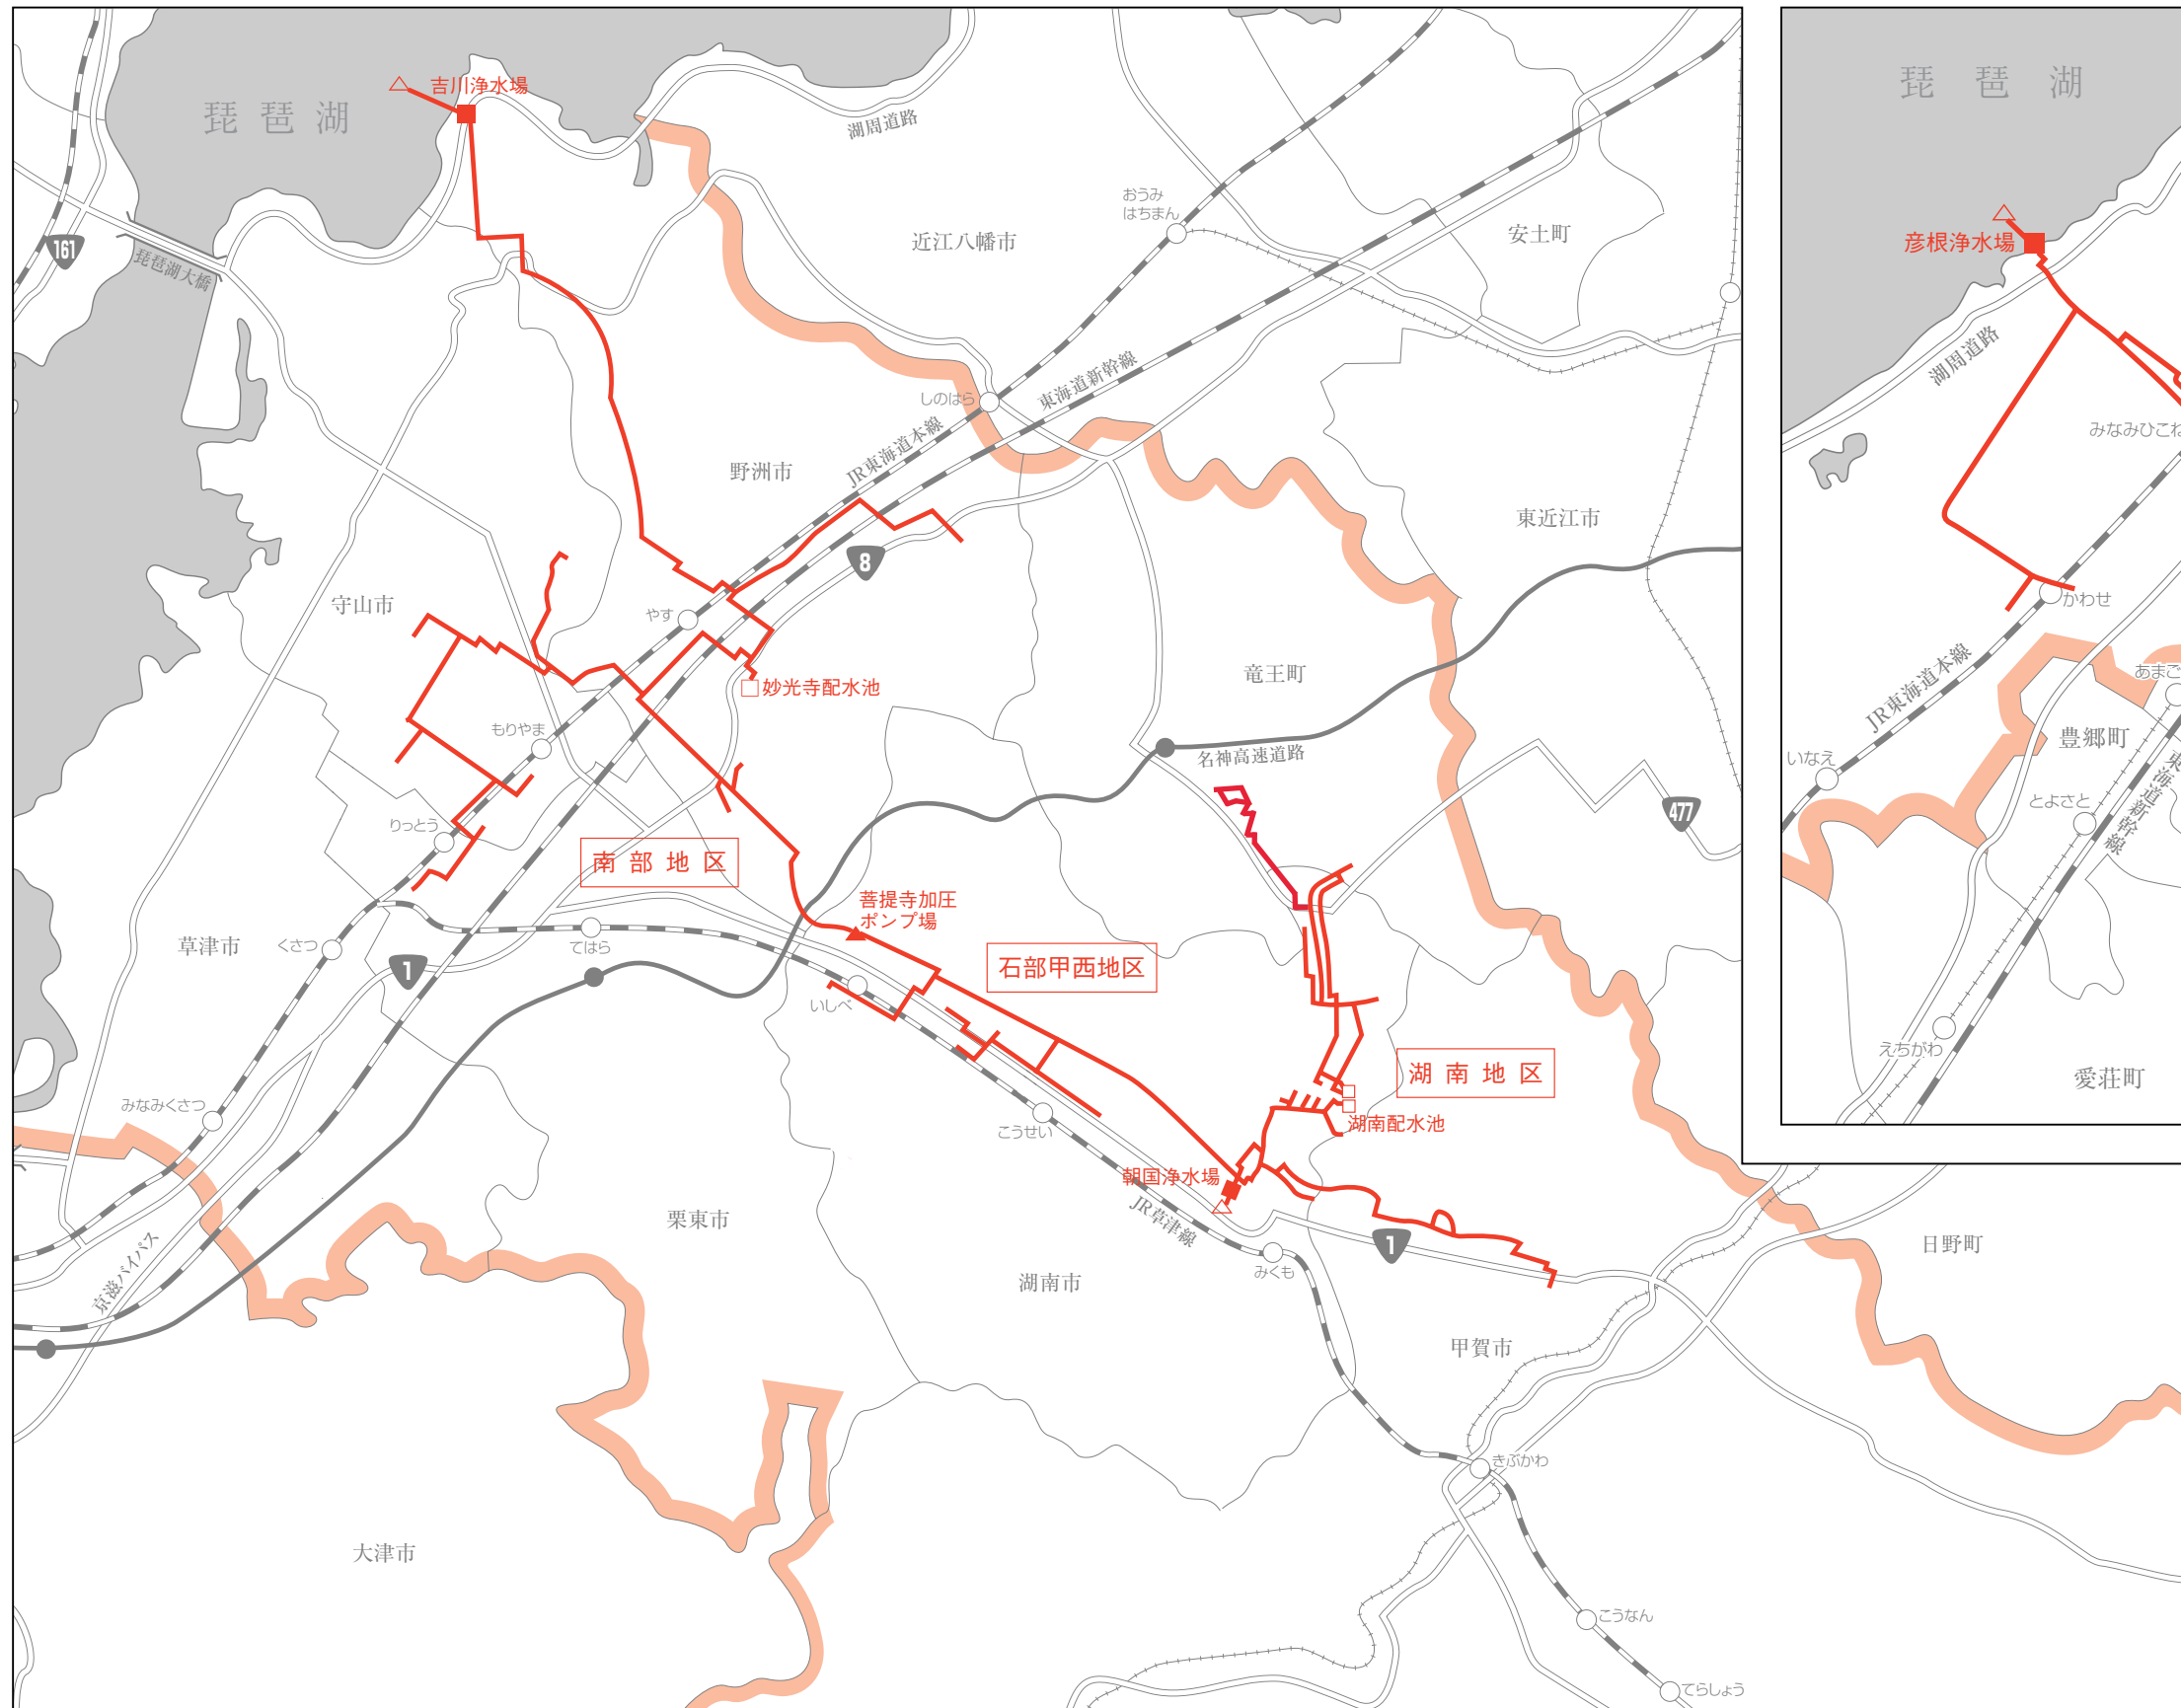 吉川浄水場
琵琶湖
湖周道路
161
琵琶湖大橋
近江八幡市
おうみ
はちまん
安土町
しのはら
東海道新幹線
JR東海道本線
野洲市
東近江市
8
守山市
やす
妙光寺配水池
竜王町
もりやま
名神高速道路
477
りっとう
南部地区
菩提寺加圧
ポンプ場
草津市
くさつ
てはら
1
石部甲西地区
いしべ
湖南地区
みなみくさつ
こうせい
湖南配水池
朝国浄水場
JR草津線
栗東市
1
京滋バイパス
みくも
湖南市
日野町
甲賀市
きぶかわ
大津市
こうなん
てらしょう
琵琶湖
彦根浄水場
湖周道路
みなみひこね
かわせ
JR東海道本線
あまご
豊郷町
いなえ
東海道新幹線
とよさと
えちがわ
愛荘町